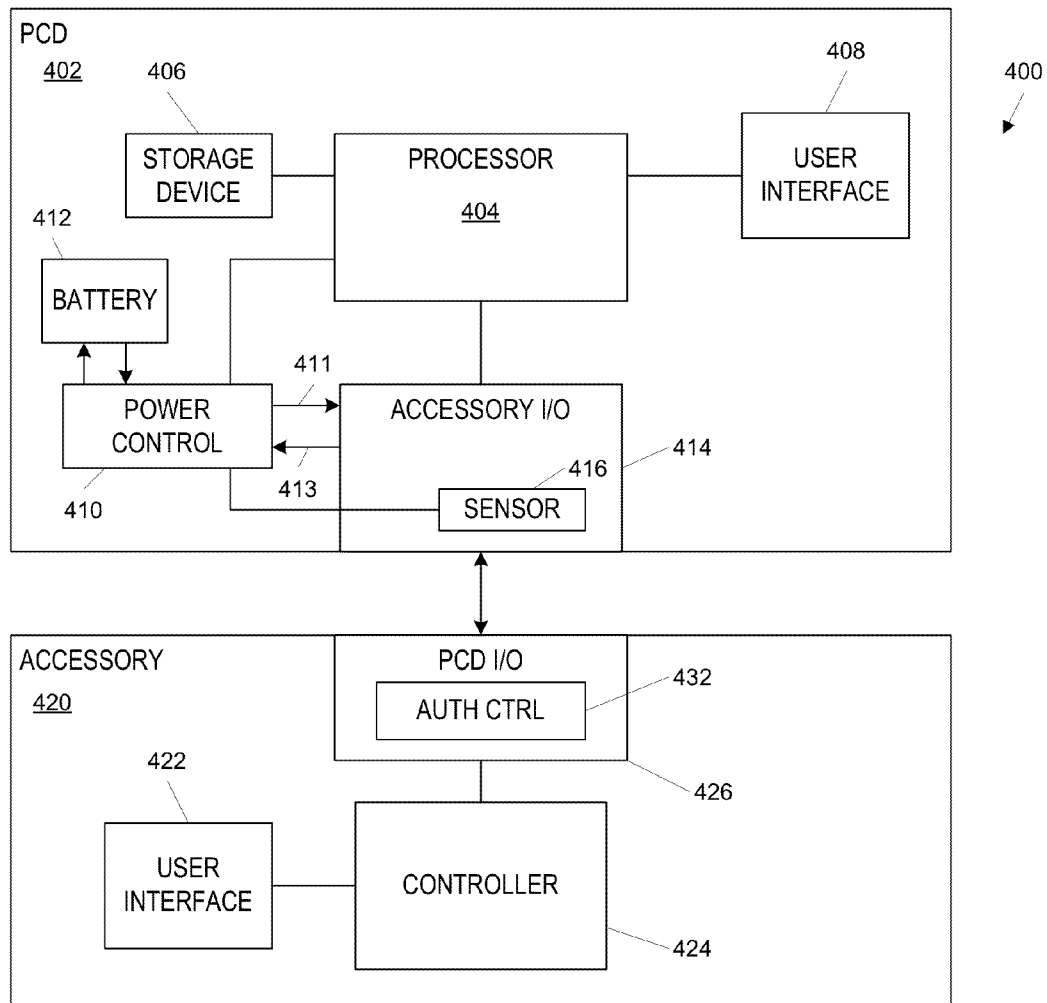 PCD
402
406
408
400
STORAGE
DEVICE
PROCESSOR
404
USER
INTERFACE
412
BATTERY
411
POWER
CONTROL
ACCESSORY I/O
413
414
416
410
SENSOR
ACCESSORY
420
PCD I/O
AUTH CTRL
432
426
422
USER
INTERFACE
CONTROLLER
424